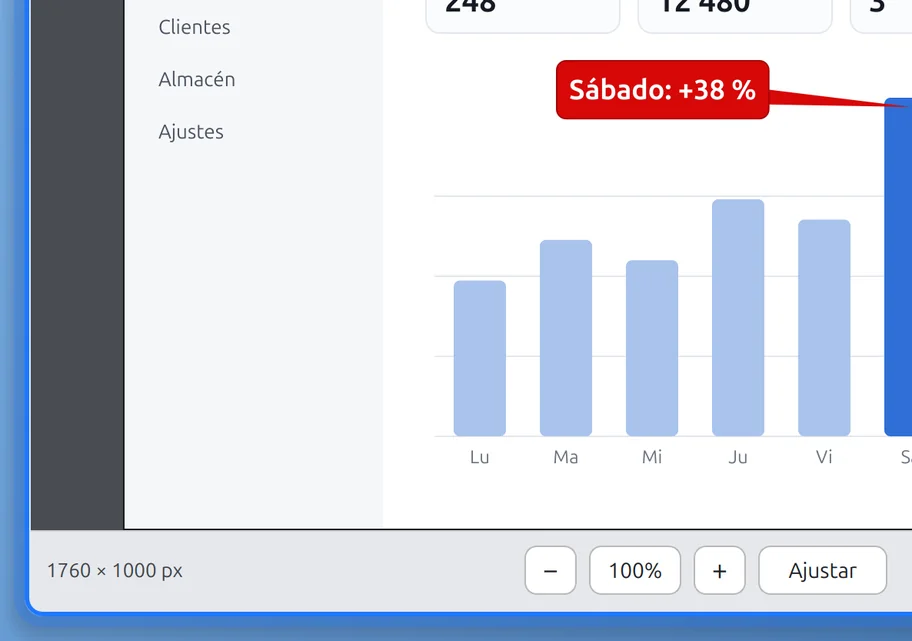 Clientes
Almacén
Ajustes
248
12 480
3
Sábado: +38 %
Lu
Ma
Mi
Ju
Vi
1760 × 1000 px
−
100%
+
Ajustar